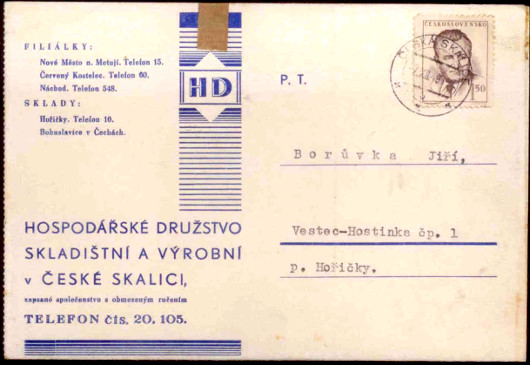 FILIÁLKY:
Nové Město n. Metují. Telefon 15.
Červený Kostelec. Telefon 60.
Náchod. Telefon 548.
SKLADY:
Hořičky. Telefon 10.
Bohuslavice v Čechách.
HD
P. T.
ČESKOSLOVENSKO
1 50
Borůvka Jiří,
Vestec-Hostinka čp. 1
p. Hořičky.
HOSPODÁŘSKÉ DRUŽSTVO
SKLADIŠTNÍ A VÝROBNÍ
v ČESKÉ SKALICI,
zapsané společenstvo s obmezeným ručením
TELEFON čís. 20, 105.